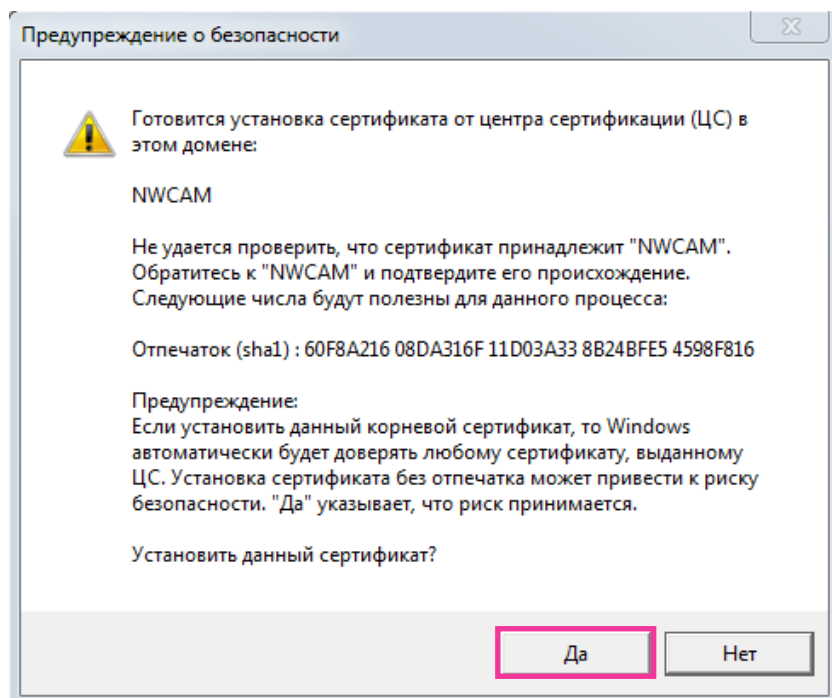 Предупреждение о безопасности
Готовится установка сертификата от центра сертификации (ЦС) в
этом домене:
NWCAM
Не удается проверить, что сертификат принадлежит "NWCAM".
Обратитесь к "NWCAM" и подтвердите его происхождение.
Следующие числа будут полезны для данного процесса:
Отпечаток (sha1) : 60F8A216 08DA316F 11D03A33 8B24BFE5 4598F816
Предупреждение:
Если установить данный корневой сертификат, то Windows
автоматически будет доверять любому сертификату, выданному
ЦС. Установка сертификата без отпечатка может привести к риску
безопасности. "Да" указывает, что риск принимается.
Установить данный сертификат?
Да
Нет